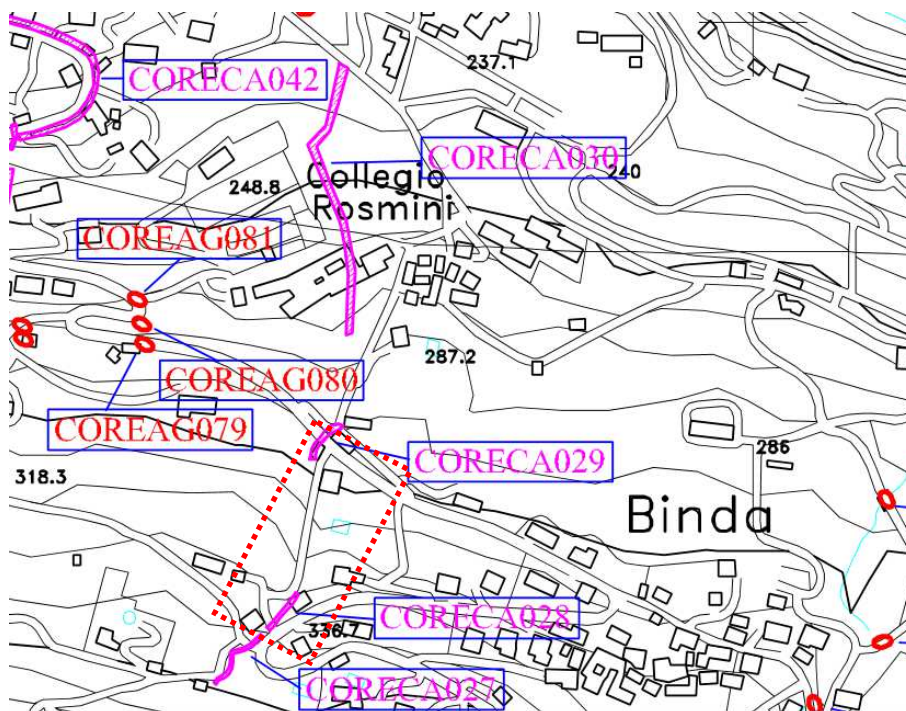 237.1
CORECA042
CORECA030
240
Collegio
248.8
Rosmini
COREAG081
287.2
COREAG080
COREAG079
286
CORECA029
318.3
Binda
CORECA028
336.7
CORECA027